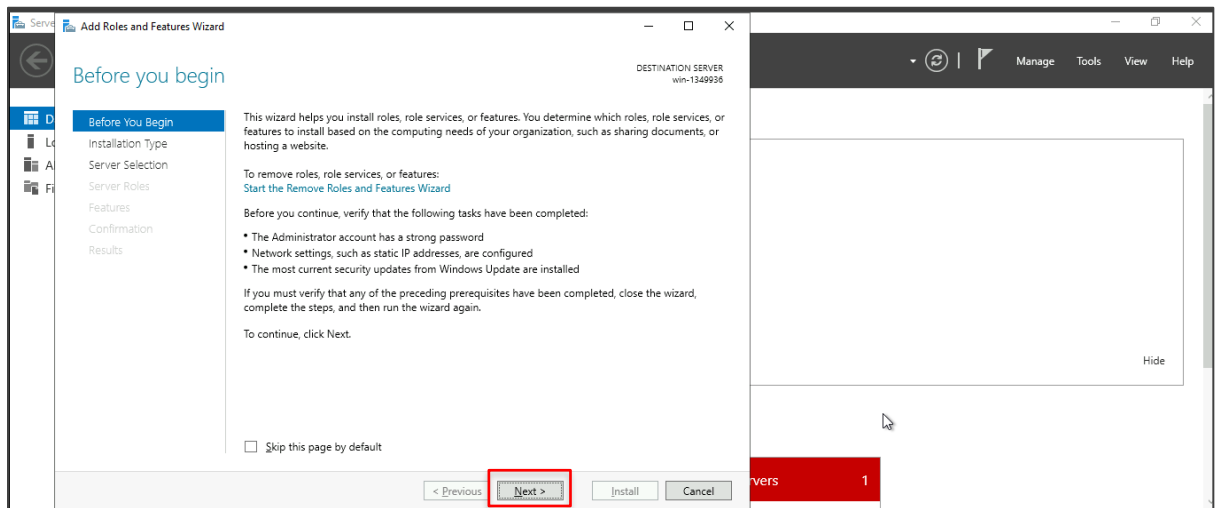 Serve
Add Roles and Features Wizard
Manage Tools View Help
Before you begin
DESTINATION SERVER
win-1349936
D
Lo
A
Fi
Before You Begin
Installation Type
Server Selection
Server Roles
Features
Confirmation
Results
This wizard helps you install roles, role services, or features. You determine which roles, role services, or
features to install based on the computing needs of your organization, such as sharing documents, or
hosting a website.
To remove roles, role services, or features:
Start the Remove Roles and Features Wizard
Before you continue, verify that the following tasks have been completed:
• The Administrator account has a strong password
• Network settings, such as static IP addresses, are configured
• The most current security updates from Windows Update are installed
If you must verify that any of the preceding prerequisites have been completed, close the wizard,
complete the steps, and then run the wizard again.
To continue, click Next.
Hide
Skip this page by default
rvers 1
< Previous Next > Install Cancel